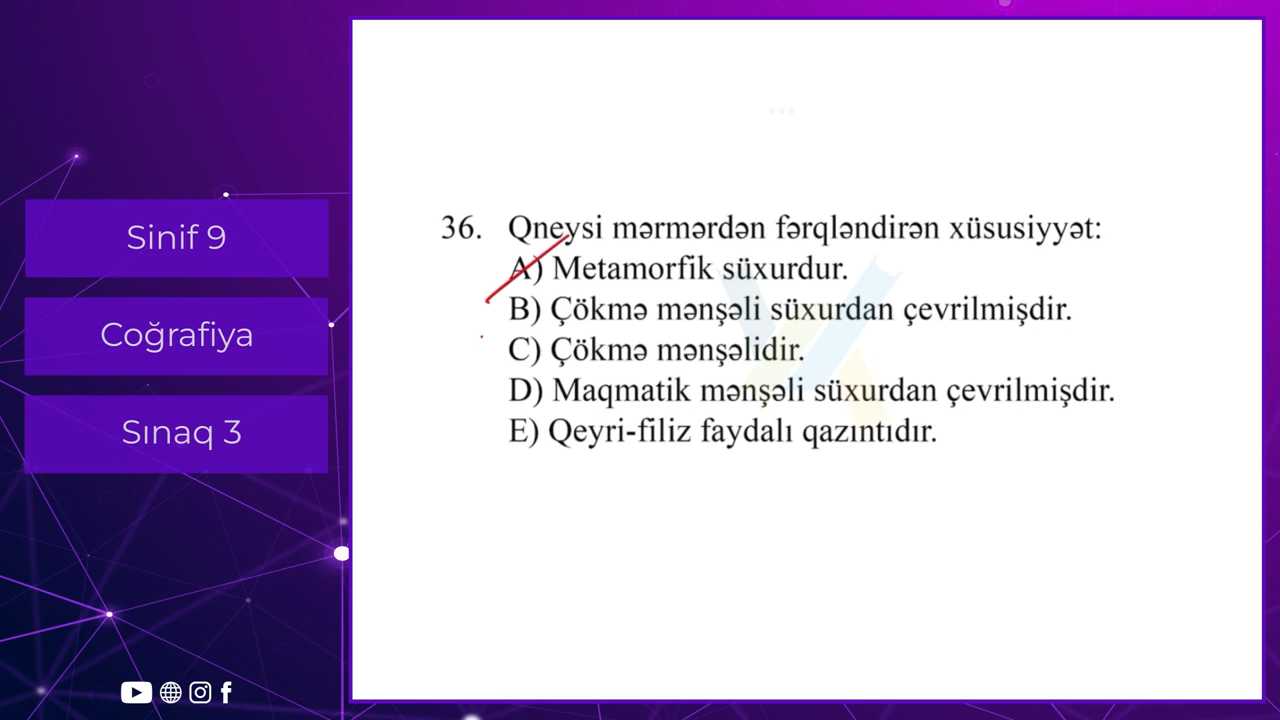 Sinif 9
Coğrafiya
Sınaq 3
36. Qneysi mərmərdən fərqləndirən xüsusiyyət:
A) Metamorfik süxurdur.
B) Çökmə mənşəli süxurdan çevrilmişdir.
C) Çökmə mənşəlidir.
D) Maqmatik mənşəli süxurdan çevrilmişdir.
E) Qeyri-filiz faydalı qazıntıdır.